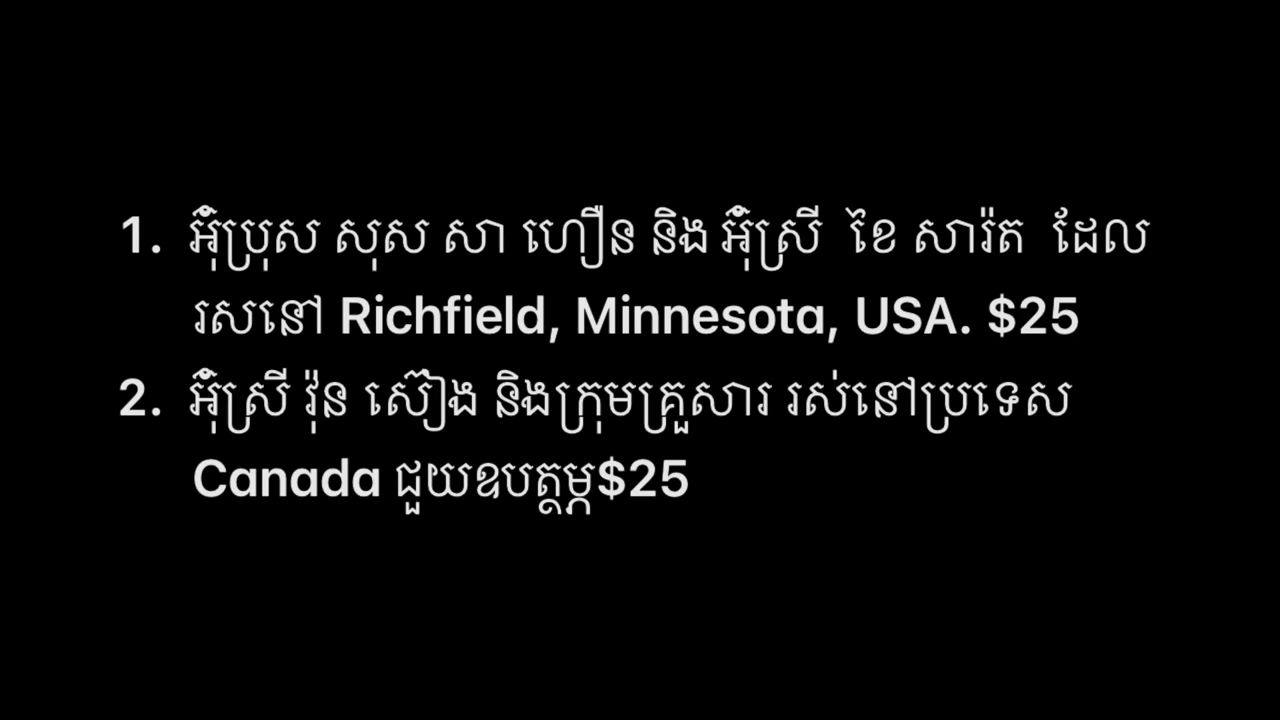 1. អ៊ុំប្រុស សុស សា ហឿន និង អ៊ុំស្រី ខៃ សារ៉ត ដែល
រសនៅ Richfield, Minnesota, USA. $25
2. អ៊ុំស្រី វ៉ុន ស៊ៀង និងក្រុមគ្រួសារ រស់នៅប្រទេស
Canada ជួយឧបត្ថម្ភ$25